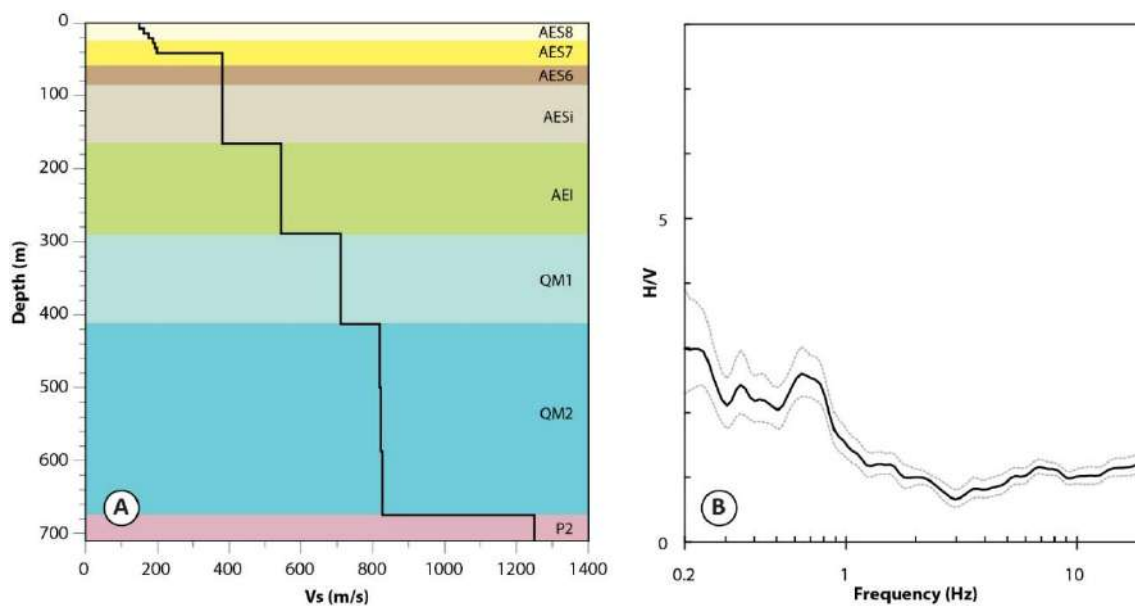 0
100
200
300
400
500
600
700
Depth (m)
AES8
AES7
AES6
AESi
AEI
QM1
QM2
P2
A
0
200
400
600
800
1000
1200
1400
Vs (m/s)
5
0
H/V
B
0.2
1
10
Frequency (Hz)